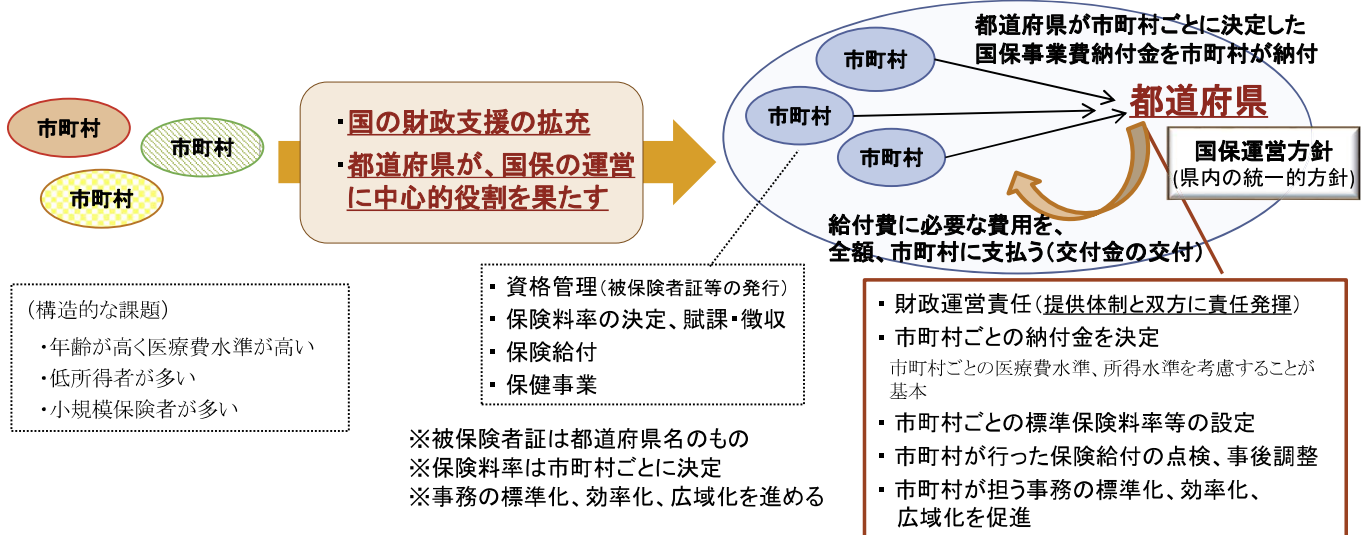 市町村
市町村
市町村
・国の財政支援の拡充
・都道府県が、国保の運営
に中心的役割を果たす
都道府県が市町村ごとに決定した
国保事業費納付金を市町村が納付
市町村
市町村
市町村
都道府県
国保運営方針
(県内の統一的方針)
給付費に必要な費用を、
全額、市町村に支払う(交付金の交付)
(構造的な課題)
・年齢が高く医療費水準が高い
・低所得者が多い
・小規模保険者が多い
・資格管理(被保険者証等の発行)
・保険料率の決定、賦課・徴収
・保険給付
・保健事業
※被保険者証は都道府県名のもの
※保険料率は市町村ごとに決定
※事務の標準化、効率化、広域化を進める
・財政運営責任(提供体制と双方に責任発揮)
・市町村ごとの納付金を決定
市町村ごとの医療費水準、所得水準を考慮することが
基本
・市町村ごとの標準保険料率等の設定
・市町村が行った保険給付の点検、事後調整
・市町村が担う事務の標準化、効率化、
広域化を促進